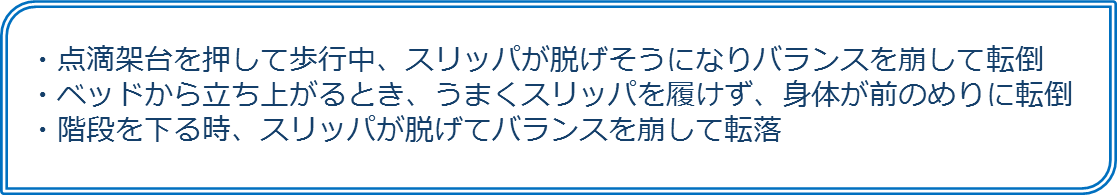 ・点滴架台を押して歩行中、スリッパが脱げそうになりバランスを崩して転倒
・ベッドから立ち上がるとき、うまくスリッパを履けず、身体が前のめりに転倒
・階段を下る時、スリッパが脱げてバランスを崩して転落